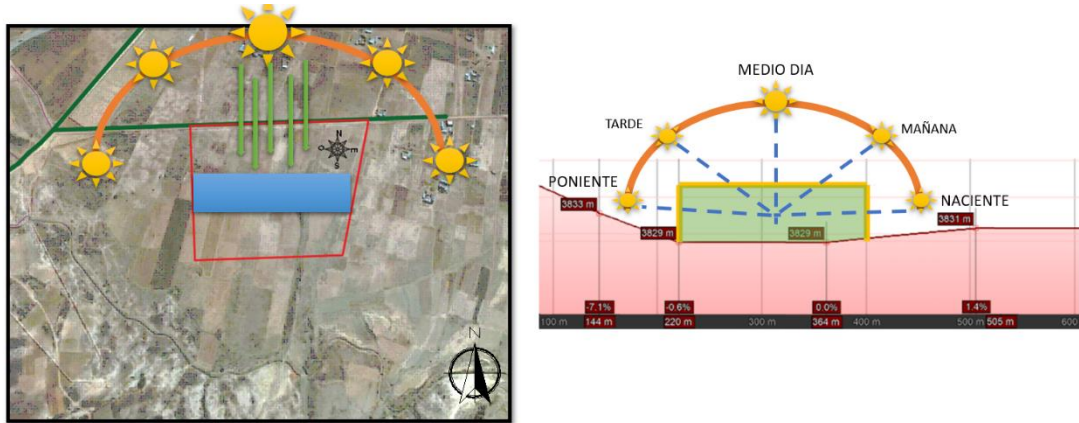 N
O
m
S
N
MEDIO DIA
TARDE
MAÑANA
PONIENTE
NACIENTE
3833 m
3831 m
3829 m
3829 m
-7.1%
-0.6%
0.0%
1.4%
100 m
144 m
220 m
300 m
364 m
400 m
500 m
505 m
600 m